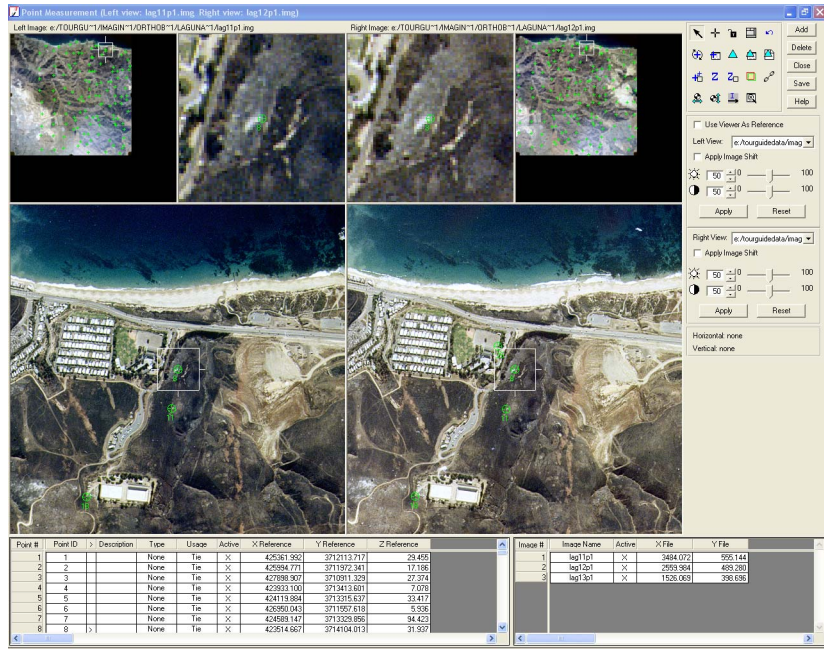 Point Measurement (Left view: lag11p1.img Right view: lag12p1.img)
Left Image: e:/TOURGU~1/IMAGIN~1/ORTHOB~1/LAGUNA~1/lag11p1.img
Right Image: e:/TOURGU~1/IMAGIN~1/ORTHOB~1/LAGUNA~1/lag12p1.img
Add
Delete
Close
Save
Help
Use Viewer As Reference
Left View: e:/tourguidedata/imag
Apply Image Shift
50 0 100
50 0 100
Apply Reset
Right View: e:/tourguidedata/imag
Apply Image Shift
50 0 100
50 0 100
Apply Reset
Horizontal: none
Vertical: none
Point # Point ID > Description Type Usage Active X Reference Y Reference Z Reference
1 1 None Tie X 425361.992 3712113.717 29.455
2 2 None Tie X 425994.771 3711972.341 17.186
3 3 None Tie X 427898.907 3710911.329 27.374
4 4 None Tie X 423933.100 3713413.601 7.078
5 5 None Tie X 424119.884 3713315.637 33.417
6 6 None Tie X 426950.043 3711557.618 5.936
7 7 None Tie X 424589.147 3713329.856 94.423
8 8 > None Tie X 423514.667 3714104.013 31.937
Image # Image Name Active X File Y File
1 lag11p1 X 3484.072 555.144
2 lag12p1 X 2559.984 489.280
3 lag13p1 X 1526.069 398.696